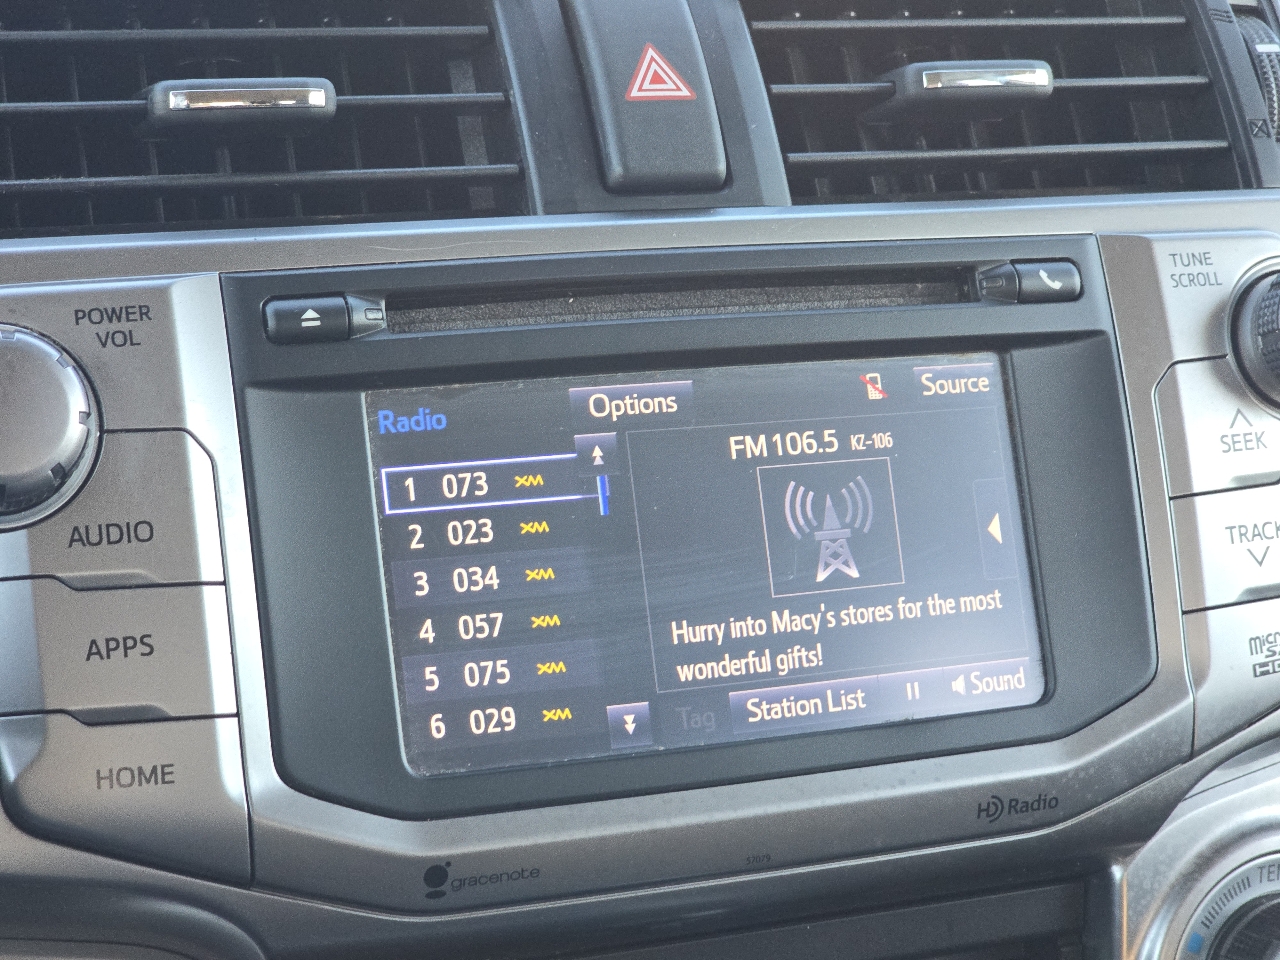 POWER
VOL
TUNE
SCROLL
Radio
Options
Source
FM 106.5 KZ-106
1 073 XM
2 023 XM
3 034 XM
4 057 XM
5 075 XM
6 029 XM
Hurry into Macy's stores for the most
wonderful gifts!
Tag
Station List
Sound
AUDIO
APPS
HOME
SEEK
TRACK
HD Radio
gracenote
57079